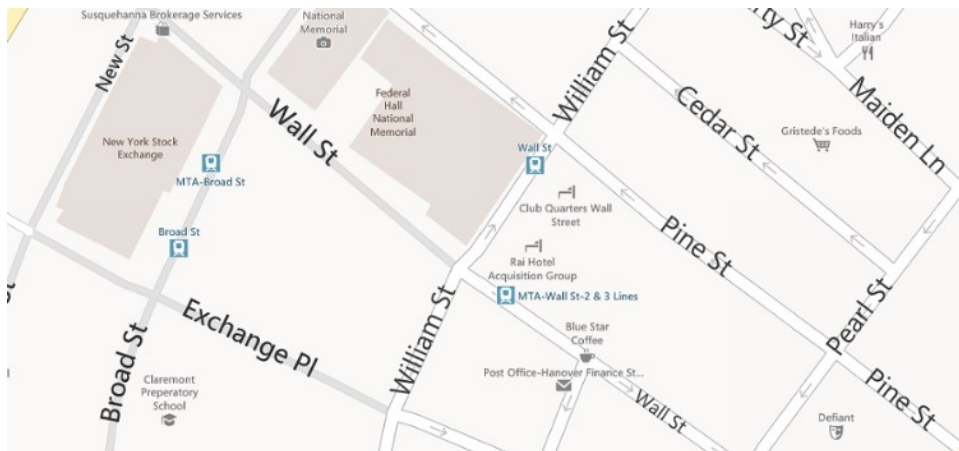 Susquehanna Brokerage Services
National
Memorial
Harry's
Italian
New St
William St
Maiden Ln
Federal
Hall
National
Memorial
Wall St
Cedar St
Gristede's Foods
New York Stock
Exchange
Wall St
MTA-Broad St
Club Quarters Wall
Street
Broad St
Pine St
Rai Hotel
Acquisition Group
MTA-Wall St-2 & 3 Lines
Pearl St
William St
Exchange Pl
Blue Star
Coffee
Broad St
Post Office-Hanover Finance St...
Claremont
Preperatory
School
Wall St
Pine St
Defiant